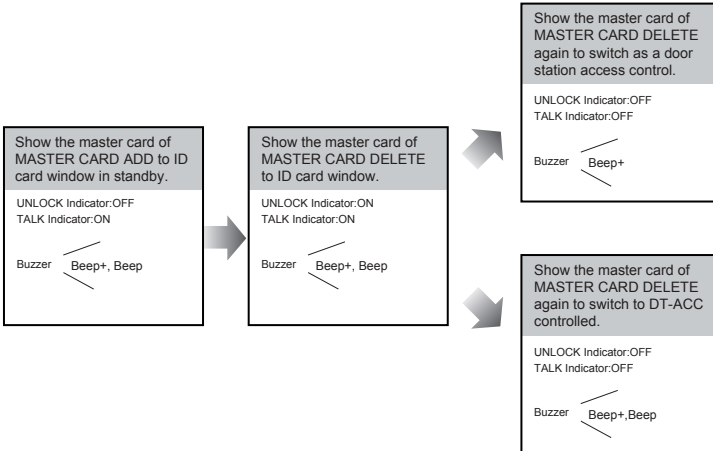 Show the master card of
MASTER CARD ADD to ID
card window in standby.
UNLOCK Indicator:OFF
TALK Indicator:ON
Buzzer Beep+, Beep
Show the master card of
MASTER CARD DELETE
to ID card window.
UNLOCK Indicator:ON
TALK Indicator:ON
Buzzer Beep+, Beep
Show the master card of
MASTER CARD DELETE
again to switch as a door
station access control.
UNLOCK Indicator:OFF
TALK Indicator:OFF
Buzzer Beep+
Show the master card of
MASTER CARD DELETE
again to switch to DT-ACC
controlled.
UNLOCK Indicator:OFF
TALK Indicator:OFF
Buzzer Beep+,Beep